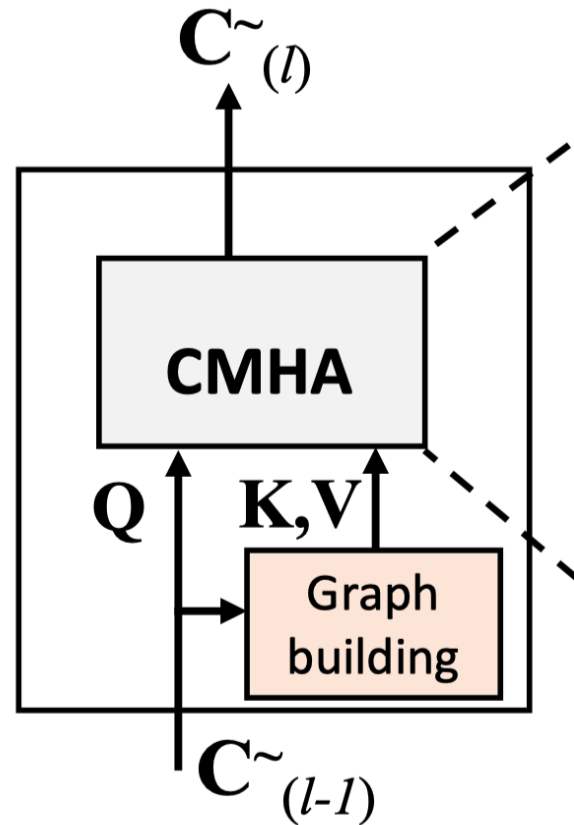 C~(l)
CMHA
Q
K,V
Graph
building
C~(l-1)